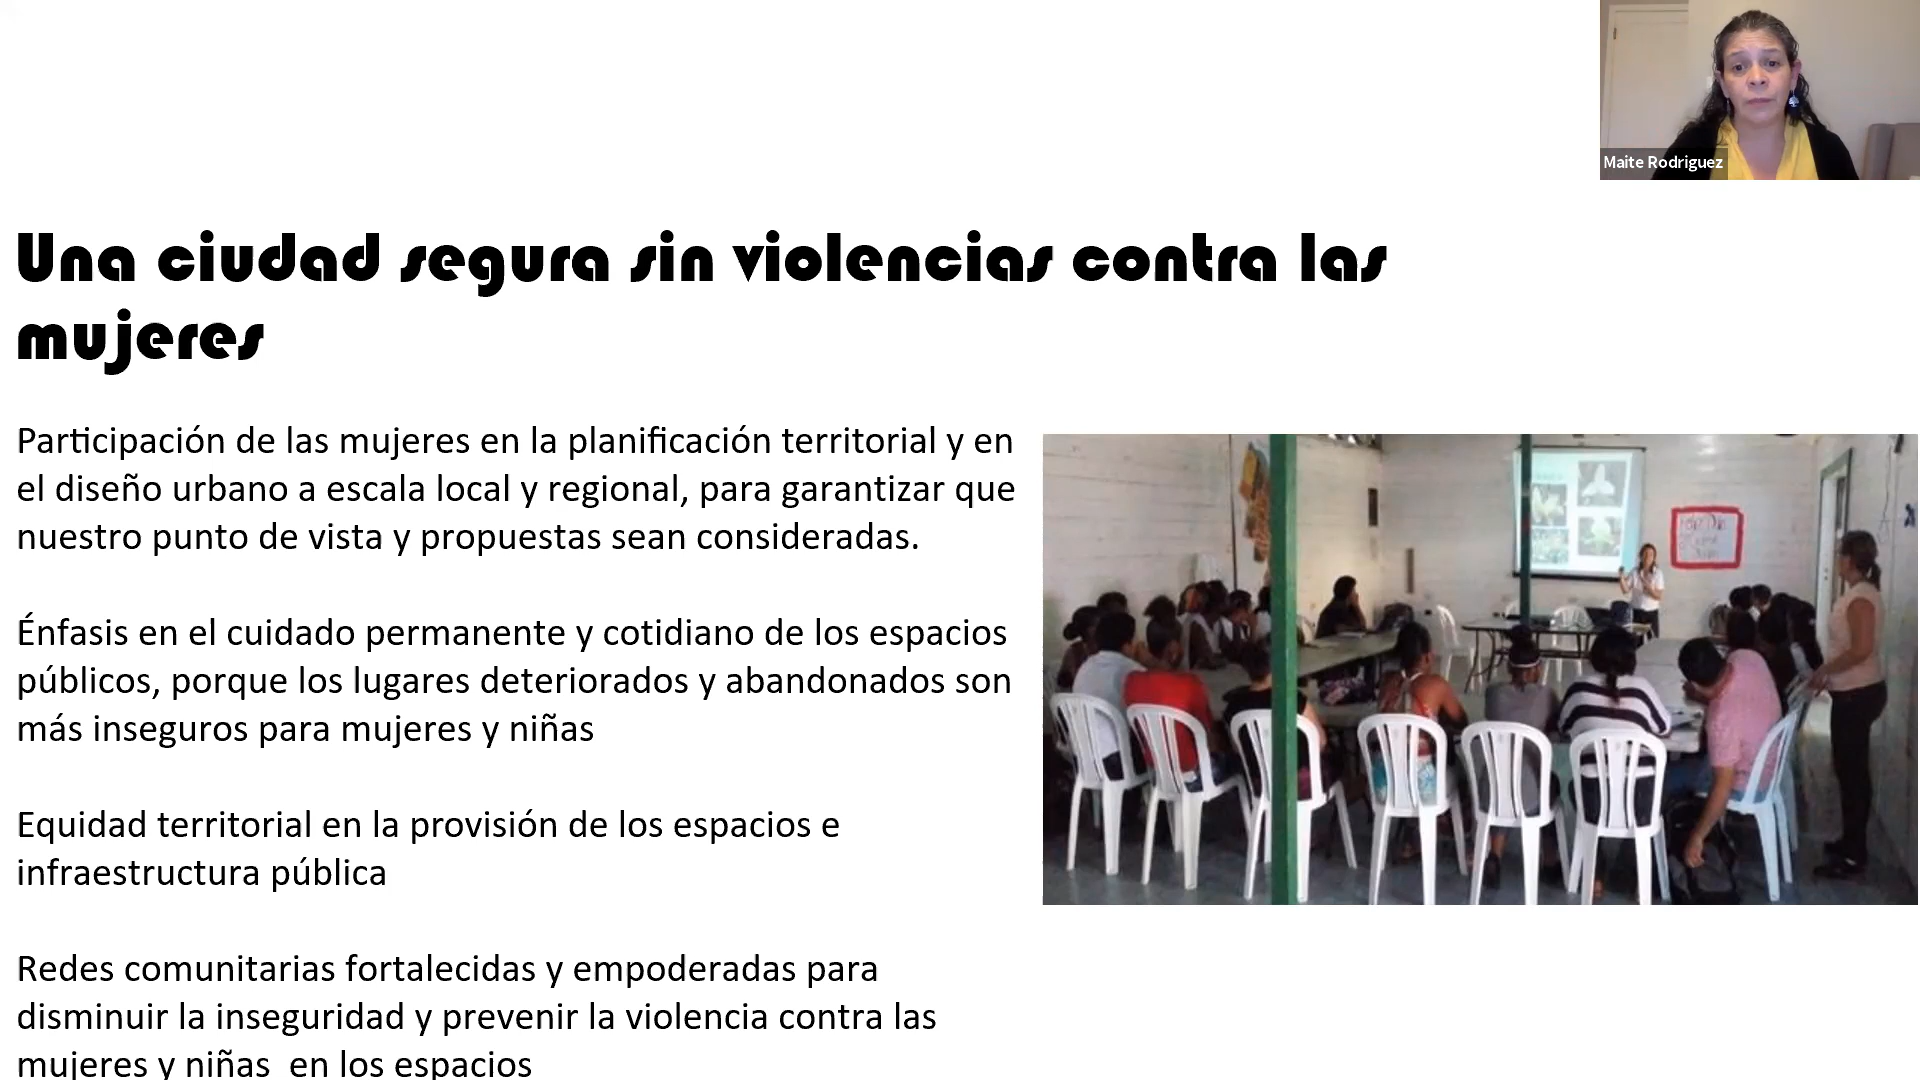 Maite Rodriguez
Una ciudad segura sin violencias contra las
mujeres
Participación de las mujeres en la planificación territorial y en
el diseño urbano a escala local y regional, para garantizar que
nuestro punto de vista y propuestas sean consideradas.
Énfasis en el cuidado permanente y cotidiano de los espacios
públicos, porque los lugares deteriorados y abandonados son
más inseguros para mujeres y niñas
Equidad territorial en la provisión de los espacios e
infraestructura pública
Redes comunitarias fortalecidas y empoderadas para
disminuir la inseguridad y prevenir la violencia contra las
mujeres y niñas  en los espacios